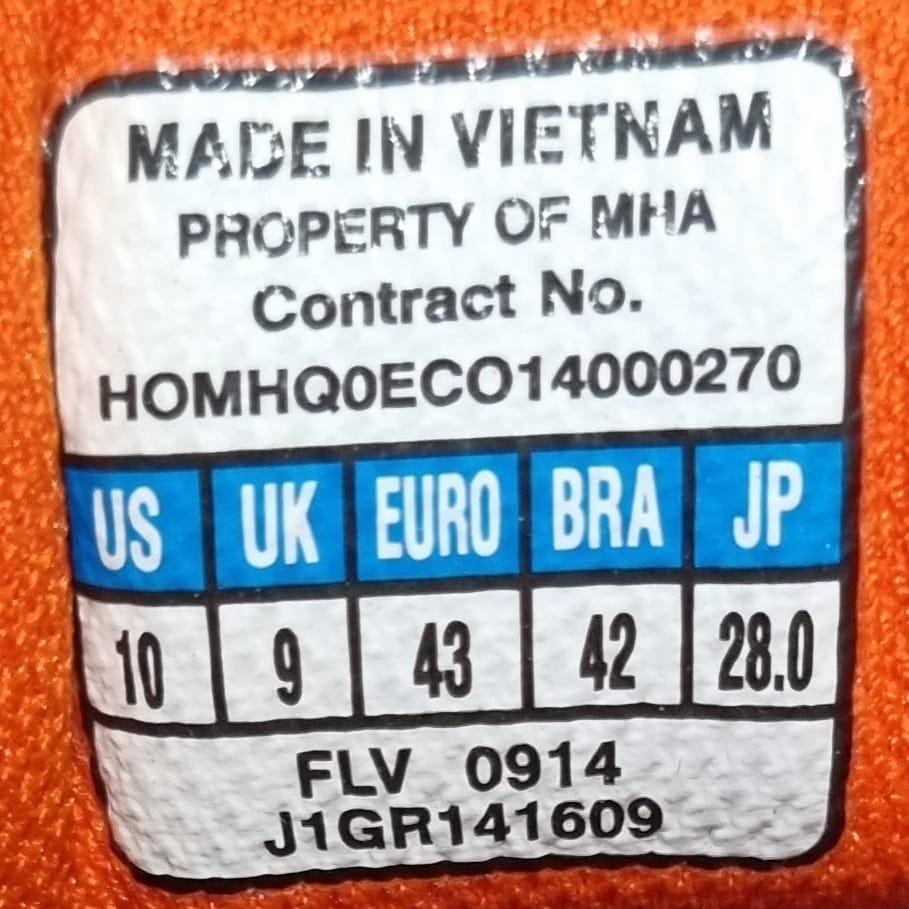 MADE IN VIETNAM
PROPERTY OF MHA
Contract No.
HOMHQ0ECO14000270
US UK EURO BRA JP
10 9 43 42 28.0
FLV 0914
J1GR141609